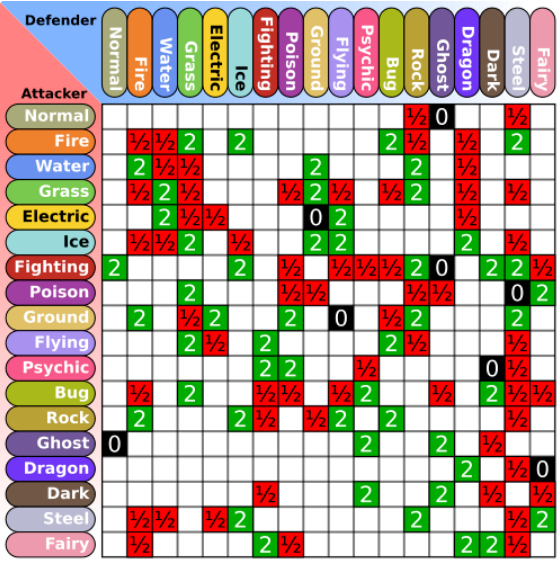 Defender
Normal Fire Water Grass Electric Ice Fighting Poison Ground Flying Psychic Bug Rock Ghost Dragon Dark Steel Fairy
Attacker
Normal ½ 0 ½
Fire ½ ½ 2 2 2 ½ ½ 2
Water 2 ½ ½ 2 2 ½
Grass ½ 2 ½ ½ 2 ½ ½ 2 ½ ½
Electric 2 ½ ½ 0 2 ½
Ice ½ ½ 2 ½ 2 2 2 ½
Fighting 2 2 ½ ½ ½ ½ 2 0 2 2 ½
Poison 2 ½ ½ ½ ½ 0 2
Ground 2 ½ 2 2 0 ½ 2 2
Flying 2 ½ 2 2 ½ ½
Psychic 2 2 ½ 0 ½
Bug ½ 2 ½ ½ ½ 2 ½ 2 ½ ½
Rock 2 2 ½ ½ 2 2 ½
Ghost 0 2 2 ½
Dragon 2 ½ 0
Dark ½ 2 2 ½ ½
Steel ½ ½ ½ 2 2 ½ 2
Fairy ½ 2 ½ 2 2 ½